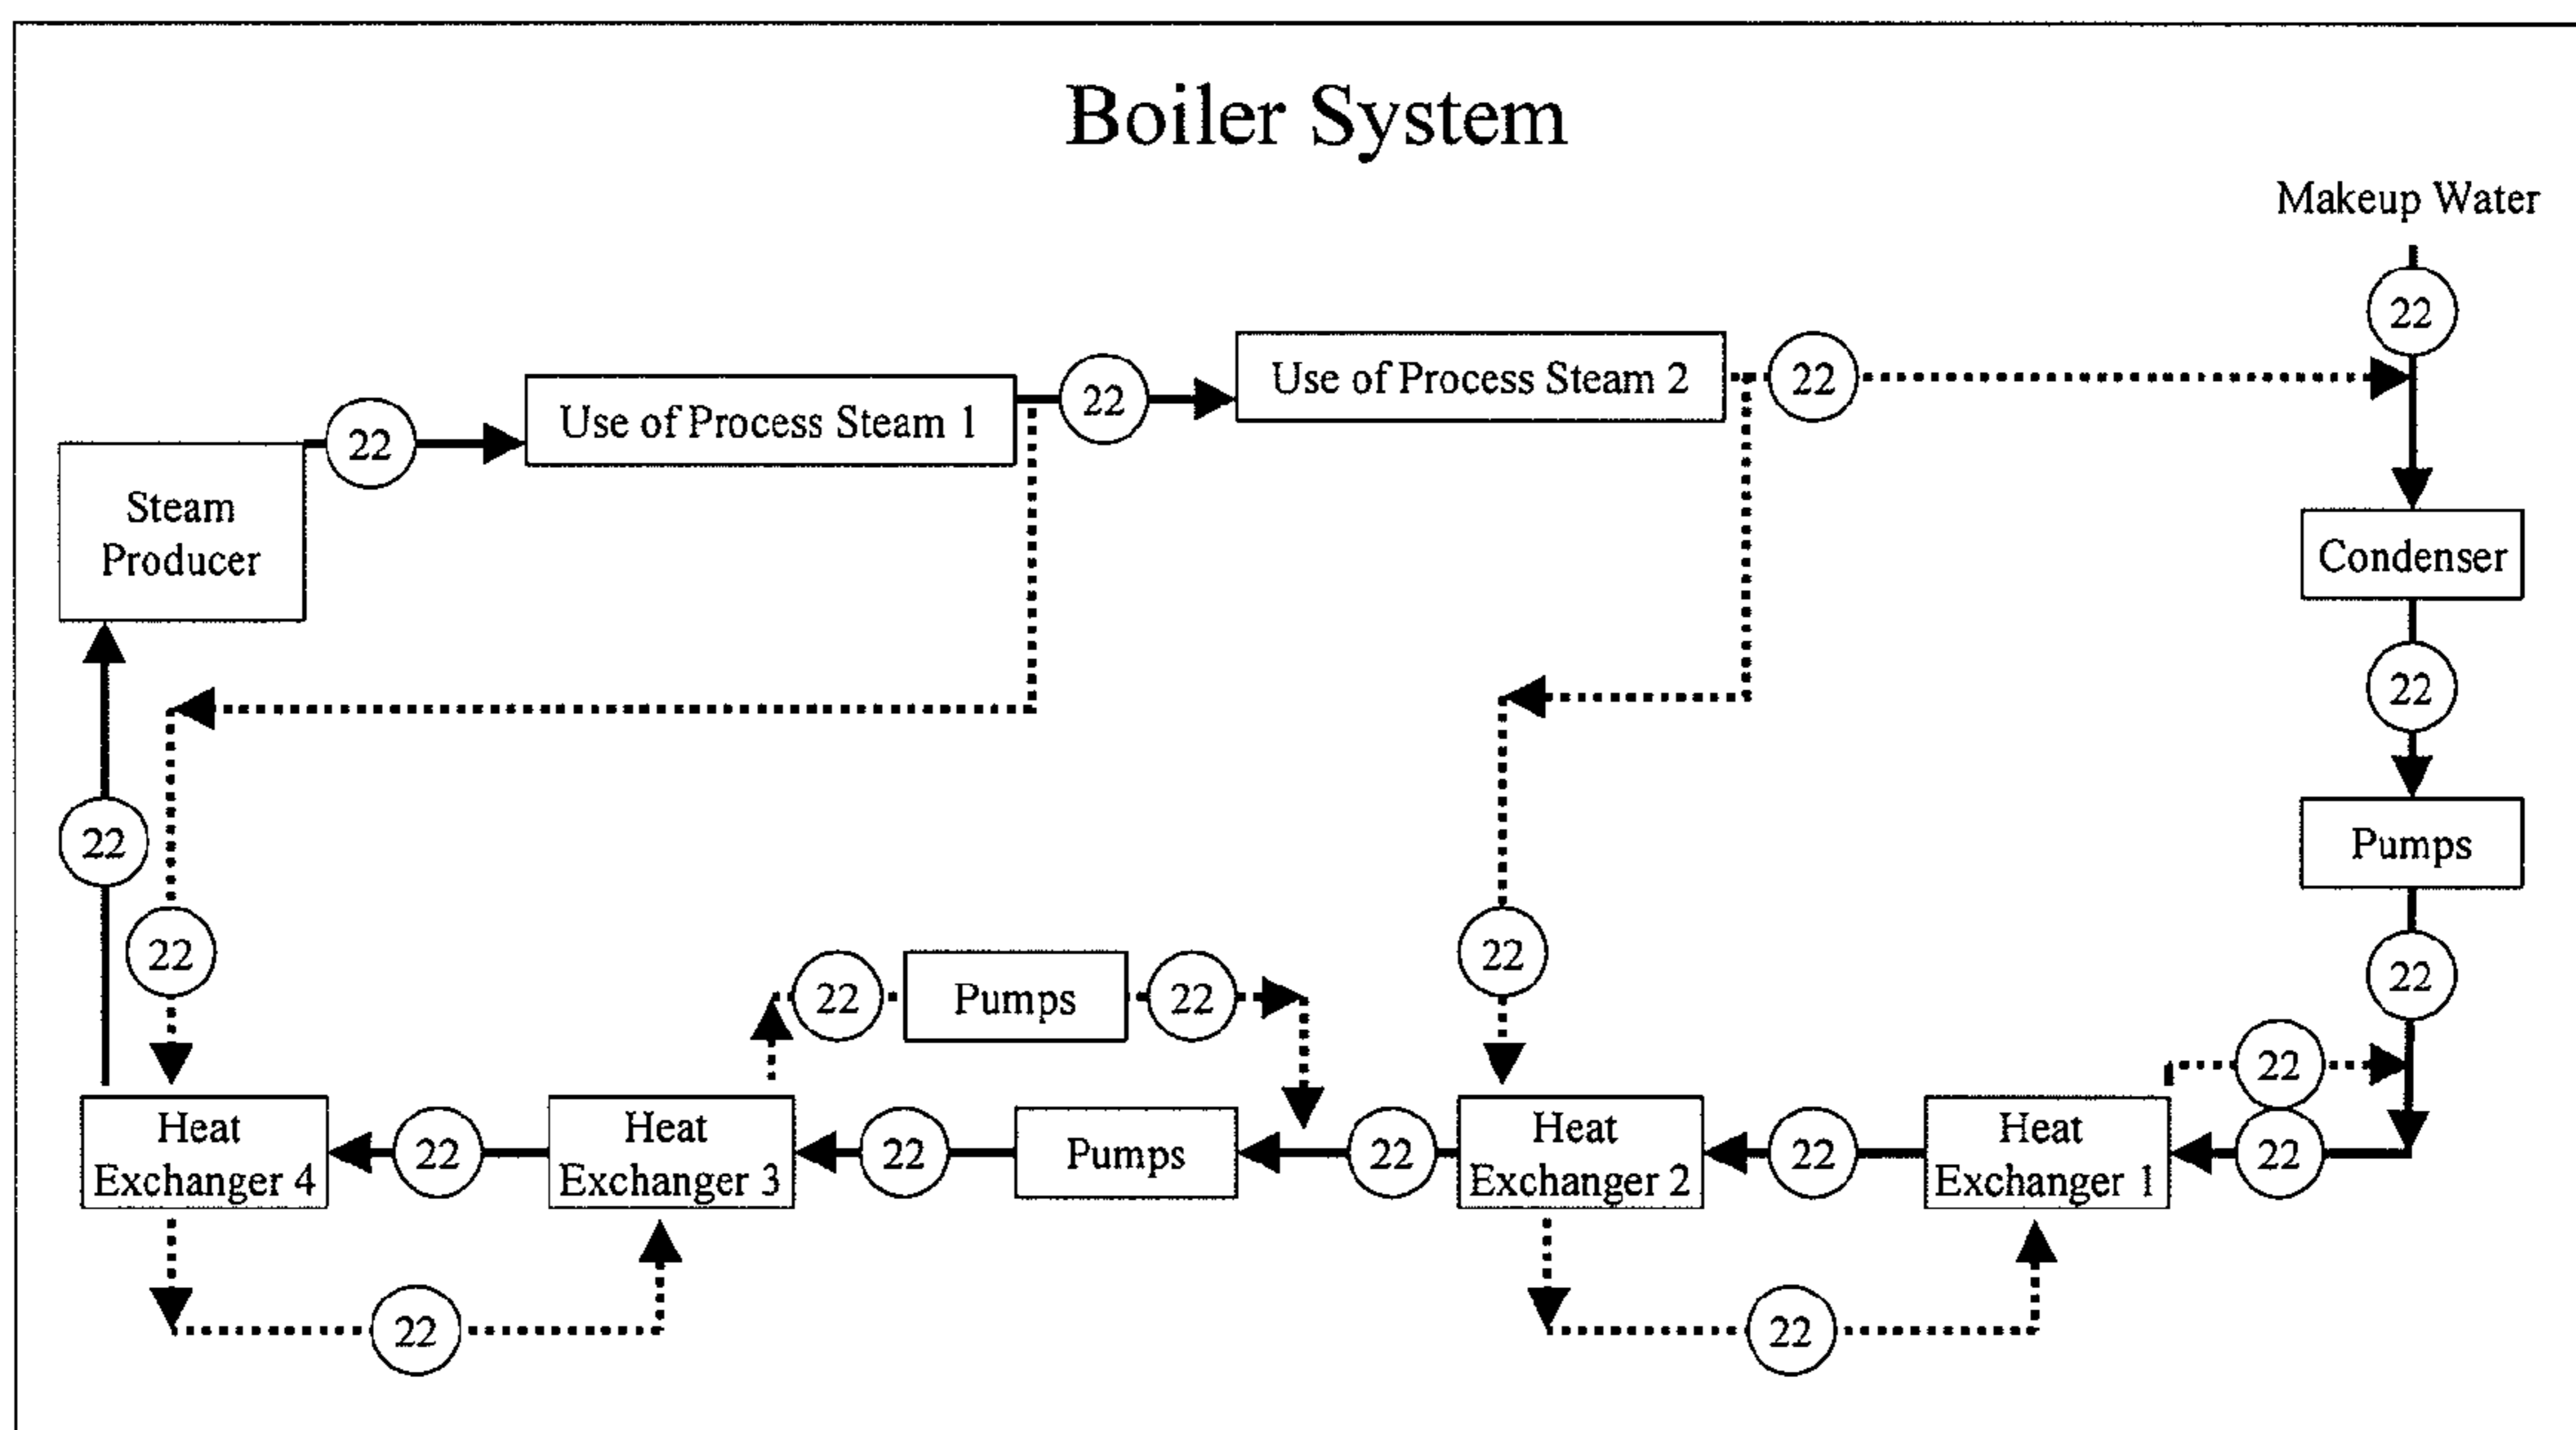 Boiler System
Makeup Water
22
Use of Process Steam 2
22
Use of Process Steam 1
22
22
Steam
Producer
Condenser
22
Pumps
22
22
22
22
22
Pumps
22
22
Heat
Exchanger 4
22
Heat
Exchanger 3
22
Pumps
22
Heat
Exchanger 2
22
Heat
Exchanger 1
22
22
22